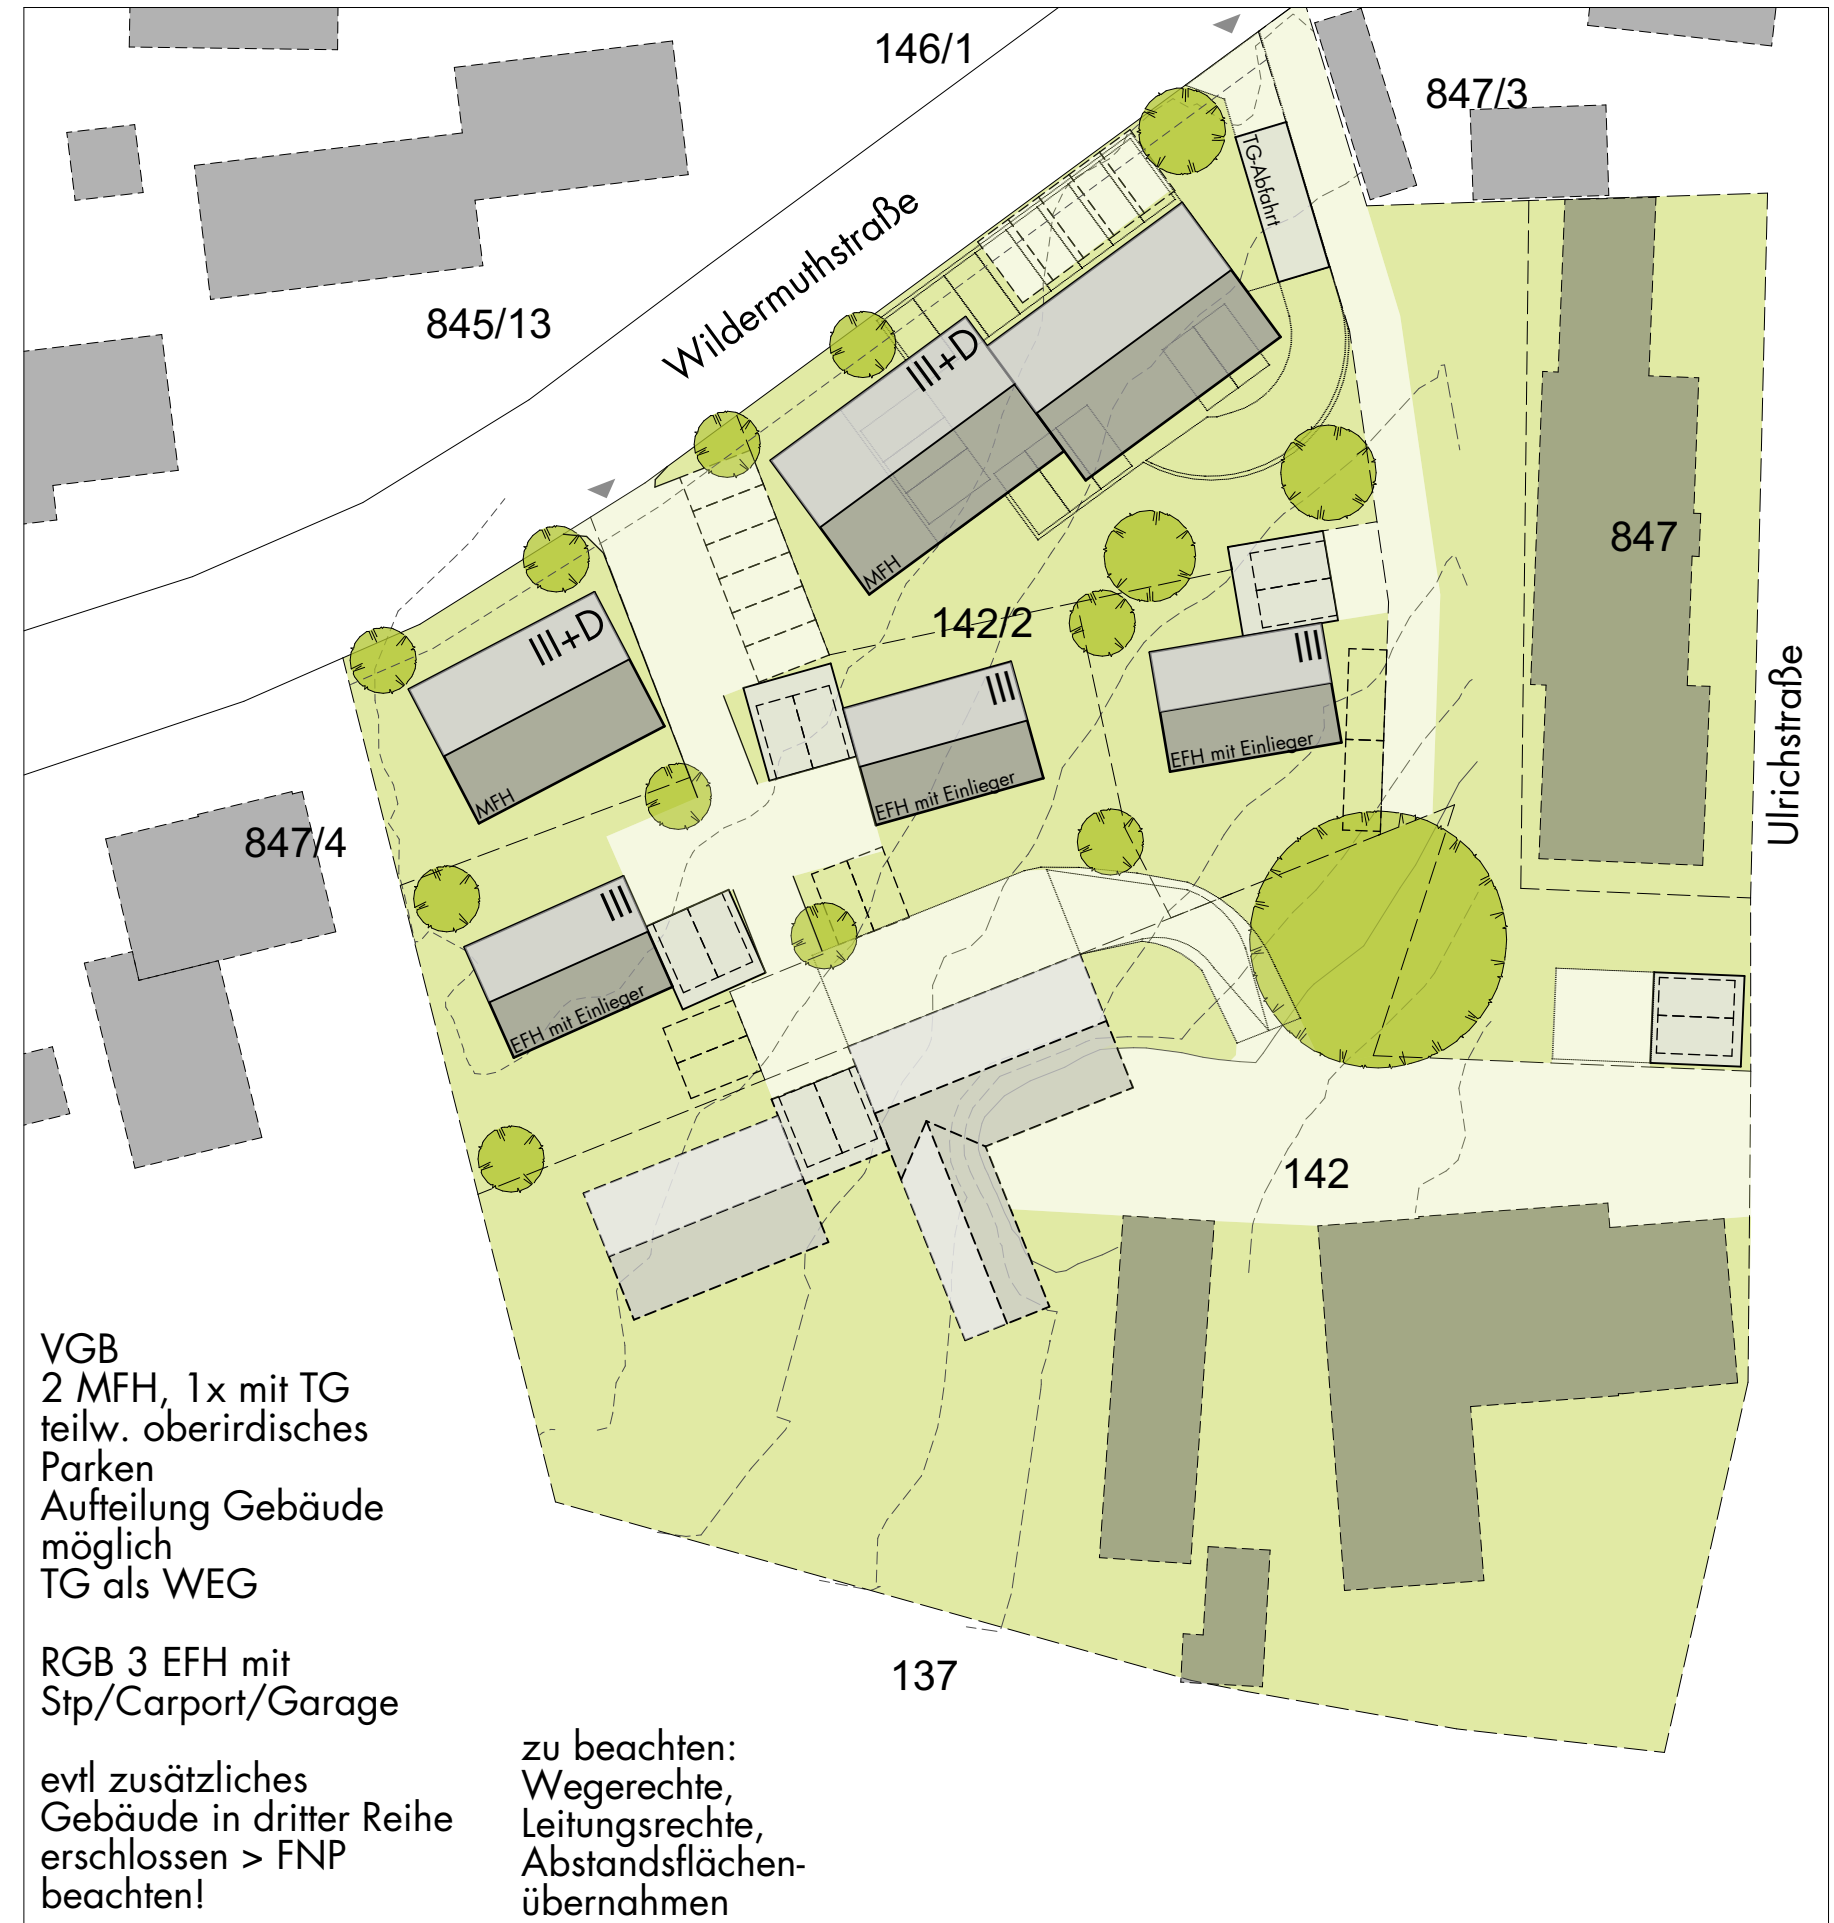 146/1
847/3
TG-Abfahrt
Wildermuthstraße
845/13
III+D
MFH
847
142/2
III+D
MFH
III
EFH mit Einlieger
III
EFH mit Einlieger
Ulrichstraße
847/4
III
EFH mit Einlieger
142
137
VGB
2 MFH, 1x mit TG
teilw. oberirdisches
Parken
Aufteilung Gebäude
möglich
TG als WEG
RGB 3 EFH mit
Stp/Carport/Garage
evtl zusätzliches
Gebäude in dritter Reihe
erschlossen > FNP
beachten!
zu beachten:
Wegerechte,
Leitungsrechte,
Abstandsflächen-
übernahmen